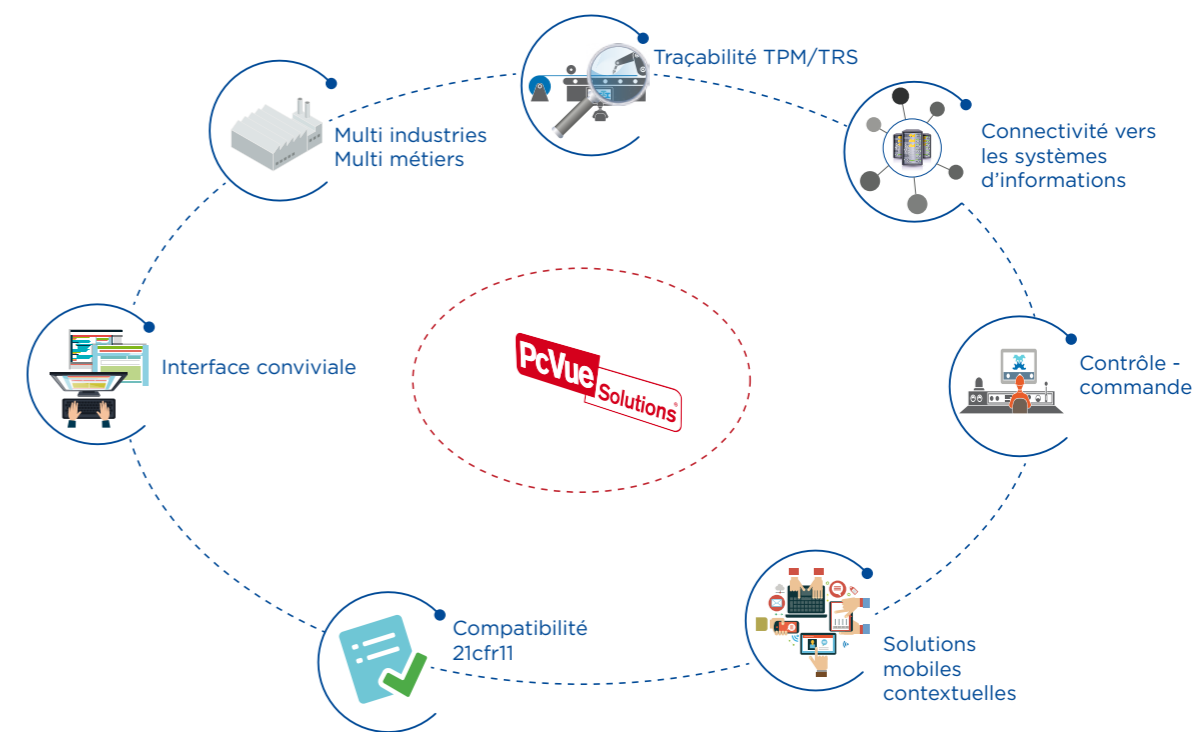 Traçabilité TPM/TRS
Multi industries
Multi métiers
Connectivité vers
les systèmes
d'informations
Interface conviviale
PcVue
Solutions®
Contrôle -
commande
Compatibilité
21cfr11
Solutions
mobiles
contextuelles